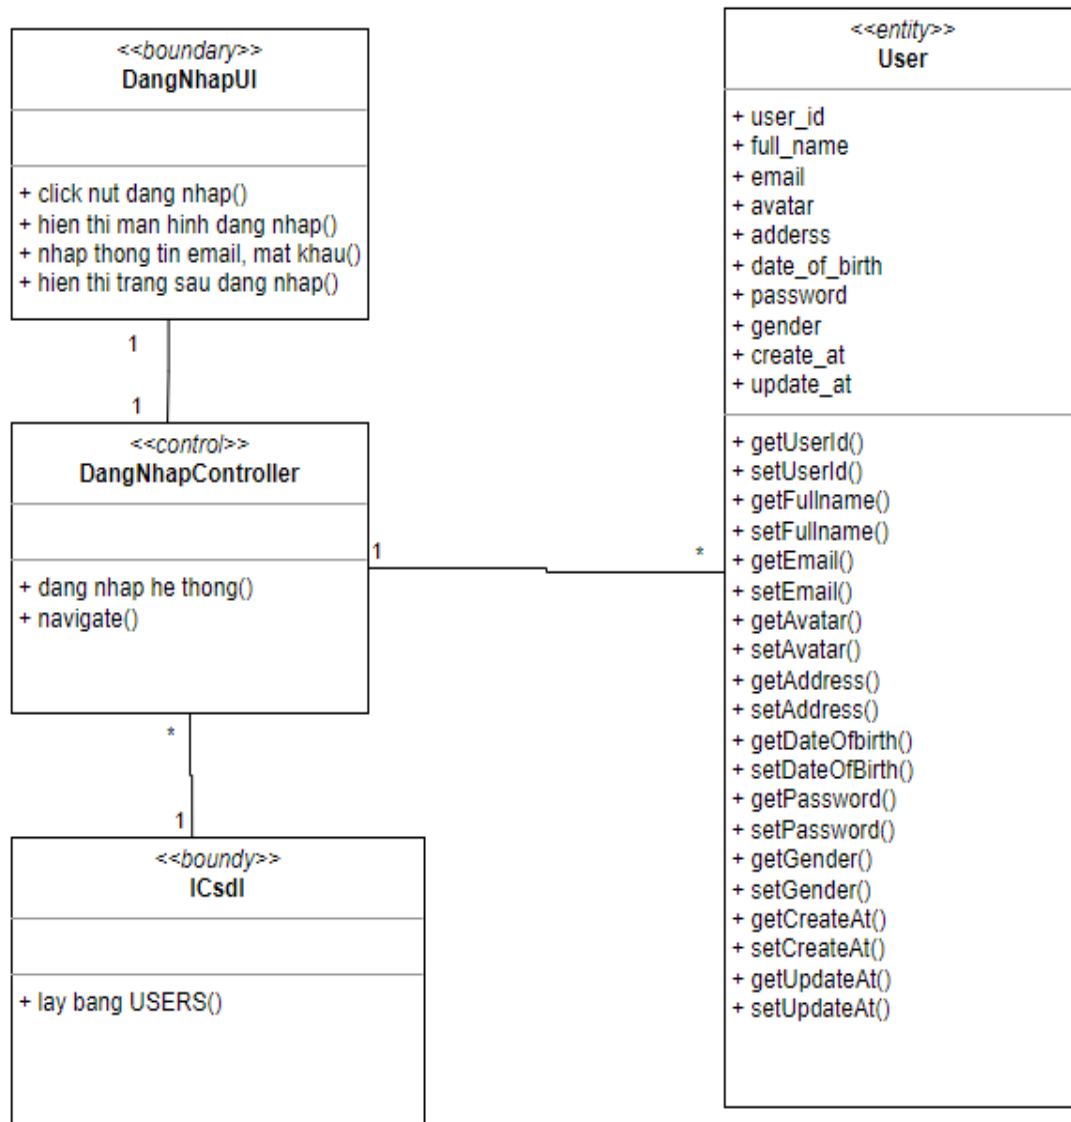 <<boundary>>
DangNhapUI
+ click nut dang nhap()
+ hien thi man hinh dang nhap()
+ nhap thong tin email, mat khau()
+ hien thi trang sau dang nhap()
1
1
<<control>>
DangNhapController
+ dang nhap he thong()
+ navigate()
1
*
*
1
<<boundy>>
ICsdl
+ lay bang USERS()
<<entity>>
User
+ user_id
+ full_name
+ email
+ avatar
+ adderss
+ date_of_birth
+ password
+ gender
+ create_at
+ update_at
+ getUserId()
+ setUserId()
+ getFullname()
+ setFullname()
+ getEmail()
+ setEmail()
+ getAvatar()
+ setAvatar()
+ getAddress()
+ setAddress()
+ getDateOfbirth()
+ setDateOfBirth()
+ getPassword()
+ setPassword()
+ getGender()
+ setGender()
+ getCreateAt()
+ setCreateAt()
+ getUpdateAt()
+ setUpdateAt()